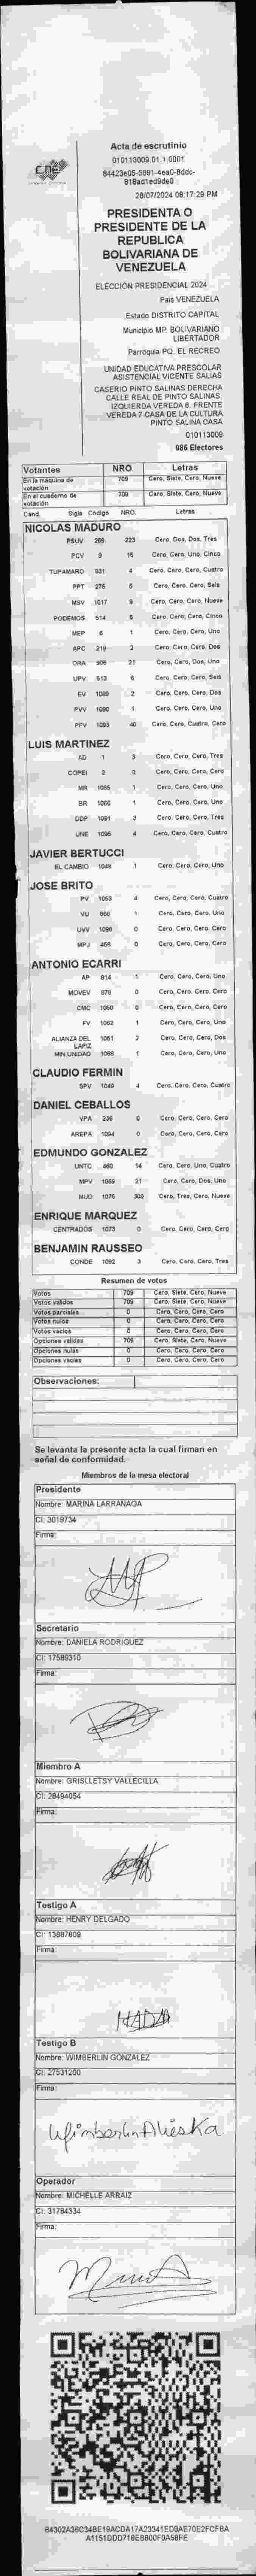 Acta de escrutinio
010113009.01.1.0001
84423e05-5691-4ea0-8ddc-
918ad1ed9de0
28/07/2024 08:17:29 PM
cne
PRESIDENTA O
PRESIDENTE DE LA
REPUBLICA
BOLIVARIANA DE
VENEZUELA
ELECCIÓN PRESIDENCIAL 2024
País VENEZUELA
Estado DISTRITO CAPITAL
Municipio MP. BOLIVARIANO
LIBERTADOR
Parroquia PQ. EL RECREO
UNIDAD EDUCATIVA PRESCOLAR
ASISTENCIAL VICENTE SALIAS
CASERIO PINTO SALINAS DERECHA
CALLE REAL DE PINTO SALINAS.
IZQUIERDA VEREDA 6. FRENTE
VEREDA 7 CASA DE LA CULTURA
PINTO SALINA CASA
010113009
986 Electores
Votantes NRO. Letras
En la máquina de votación 709 Cero, Siete, Cero, Nueve
En el cuaderno de votación 709 Cero, Siete, Cero, Nueve
Cand. Sigla Código NRO. Letras
NICOLAS MADURO
PSUV 265 223 Cero, Dos, Dos, Tres
PCV 9 15 Cero, Cero, Uno, Cinco
TUPAMARO 931 4 Cero, Cero, Cero, Cuatro
PPT 275 6 Cero, Cero, Cero, Seis
MSV 1017 9 Cero, Cero, Cero, Nueve
PODEMOS 514 5 Cero, Cero, Cero, Cinco
MEP 6 1 Cero, Cero, Cero, Uno
APC 219 2 Cero, Cero, Cero, Dos
ORA 906 21 Cero, Cero, Dos, Uno
UPV 513 6 Cero, Cero, Cero, Seis
EV 1089 2 Cero, Cero, Cero, Dos
PVV 1090 1 Cero, Cero, Cero, Uno
PFV 1093 40 Cero, Cero, Cuatro, Cero
LUIS MARTINEZ
AD 1 3 Cero, Cero, Cero, Tres
COPEI 2 0 Cero, Cero, Cero, Cero
MR 1065 1 Cero, Cero, Cero, Uno
BR 1066 1 Cero, Cero, Cero, Uno
DDP 1091 3 Cero, Cero, Cero, Tres
UNE 1096 4 Cero, Cero, Cero, Cuatro
JAVIER BERTUCCI
EL CAMBIO 1048 1 Cero, Cero, Cero, Uno
JOSE BRITO
PV 1053 4 Cero, Cero, Cero, Cuatro
VU 868 1 Cero, Cero, Cero, Uno
UVV 1098 0 Cero, Cero, Cero, Cero
MPJ 456 0 Cero, Cero, Cero, Cero
ANTONIO ECARRI
AP 814 1 Cero, Cero, Cero, Uno
MOVEV 876 0 Cero, Cero, Cero, Cero
CMC 1060 0 Cero, Cero, Cero, Cero
FV 1062 1 Cero, Cero, Cero, Uno
ALIANZA DEL LAPIZ 1081 2 Cero, Cero, Cero, Dos
MIN UNIDAD 1086 1 Cero, Cero, Cero, Uno
CLAUDIO FERMIN
SPV 1049 4 Cero, Cero, Cero, Cuatro
DANIEL CEBALLOS
VPA 236 0 Cero, Cero, Cero, Cero
AREPA 1094 0 Cero, Cero, Cero, Cero
EDMUNDO GONZALEZ
UNTC 460 14 Cero, Cero, Uno, Cuatro
MPV 1069 21 Cero, Cero, Dos, Uno
MUD 1075 309 Cero, Tres, Cero, Nueve
ENRIQUE MARQUEZ
CENTRADOS 1073 0 Cero, Cero, Cero, Cero
BENJAMIN RAUSSEO
CONDE 1092 3 Cero, Cero, Cero, Tres
Resumen de votos
Votos 709 Cero, Siete, Cero, Nueve
Votos válidos 709 Cero, Siete, Cero, Nueve
Votos parciales 0 Cero, Cero, Cero, Cero
Votos nulos 0 Cero, Cero, Cero, Cero
Votos vacíos 0 Cero, Cero, Cero, Cero
Opciones válidas 709 Cero, Siete, Cero, Nueve
Opciones nulas 0 Cero, Cero, Cero, Cero
Opciones vacías 0 Cero, Cero, Cero, Cero
Observaciones:
Se levanta la presente acta la cual firman en
señal de conformidad.
Miembros de la mesa electoral
Presidente
Nombre: MARINA LARRAÑAGA
CI: 3019734
Firma:
Secretario
Nombre: DANIELA RODRIGUEZ
CI: 17589310
Firma:
Miembro A
Nombre: GRISLLETSY VALLECILLA
CI: 28494054
Firma:
Testigo A
Nombre: HENRY DELGADO
CI: 13887809
Firma:
Testigo B
Nombre: WIMBERLIN GONZALEZ
CI: 27531200
Firma:
Operador
Nombre: MICHELLE ARRAIZ
CI: 31784334
Firma: